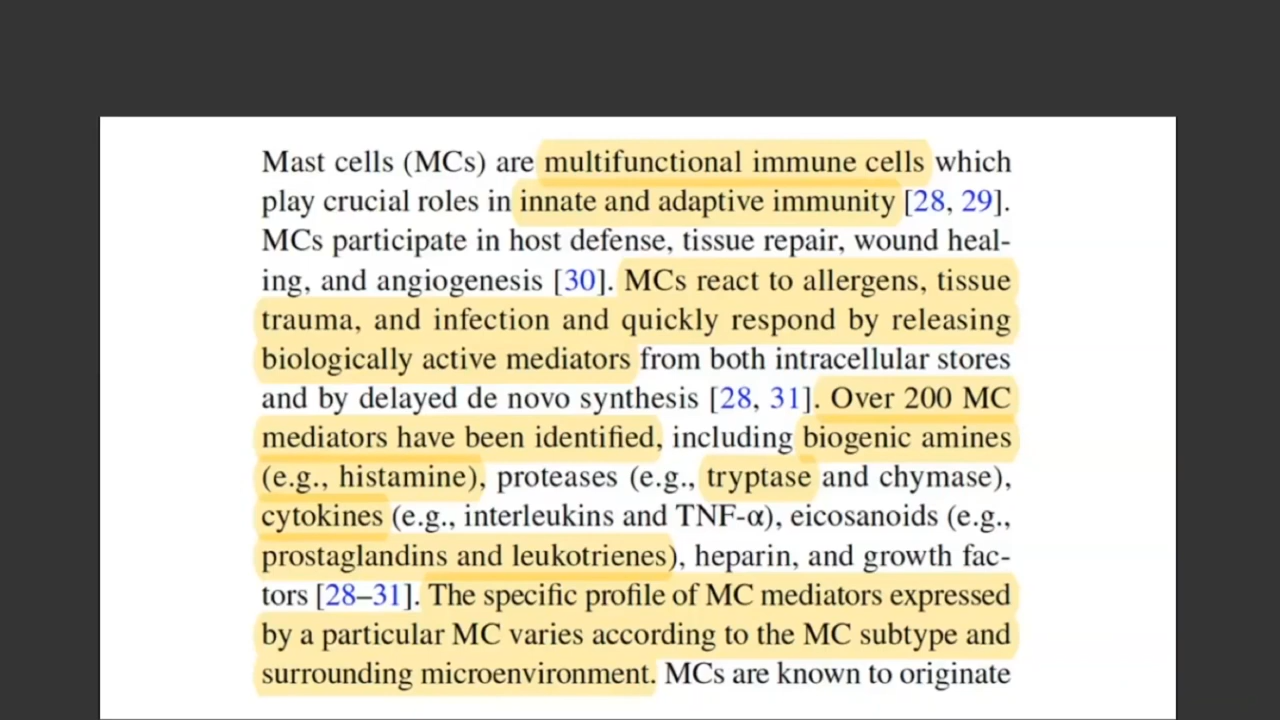 Mast cells (MCs) are multifunctional immune cells which
play crucial roles in innate and adaptive immunity [28, 29].
MCs participate in host defense, tissue repair, wound heal-
ing, and angiogenesis [30]. MCs react to allergens, tissue
trauma, and infection and quickly respond by releasing
biologically active mediators from both intracellular stores
and by delayed de novo synthesis [28, 31]. Over 200 MC
mediators have been identified, including biogenic amines
(e.g., histamine), proteases (e.g., tryptase and chymase),
cytokines (e.g., interleukins and TNF-α), eicosanoids (e.g.,
prostaglandins and leukotrienes), heparin, and growth fac-
tors [28–31]. The specific profile of MC mediators expressed
by a particular MC varies according to the MC subtype and
surrounding microenvironment. MCs are known to originate